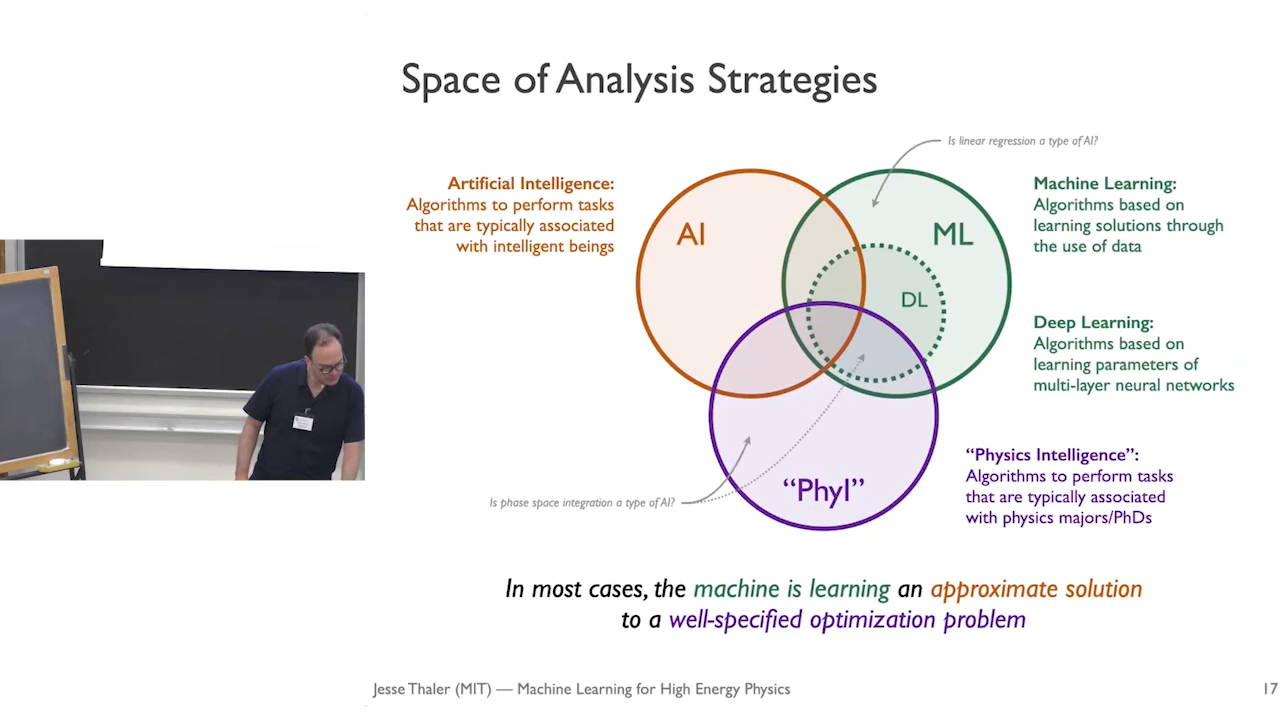 Space of Analysis Strategies
Is linear regression a type of AI?
Artificial Intelligence:
Algorithms to perform tasks
that are typically associated
with intelligent beings
AI
ML
Machine Learning:
Algorithms based on
learning solutions through
the use of data
DL
Deep Learning:
Algorithms based on
learning parameters of
multi-layer neural networks
“Physics Intelligence”:
Algorithms to perform tasks
that are typically associated
with physics majors/PhDs
“PhyI”
Is phase space integration a type of AI?
In most cases, the machine is learning an approximate solution
to a well-specified optimization problem
Jesse Thaler (MIT) — Machine Learning for High Energy Physics
17